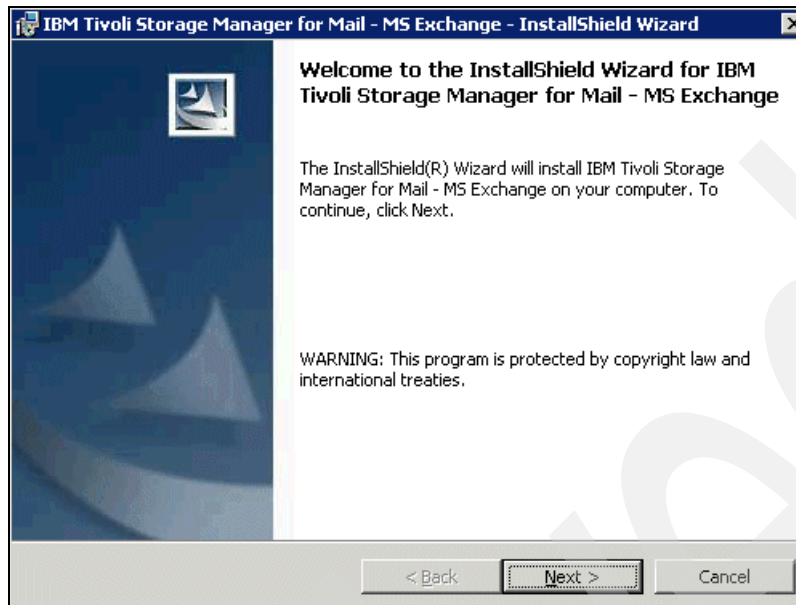 IBM Tivoli Storage Manager for Mail - MS Exchange - InstallShield Wizard
Welcome to the InstallShield Wizard for IBM
Tivoli Storage Manager for Mail - MS Exchange
The InstallShield(R) Wizard will install IBM Tivoli Storage
Manager for Mail - MS Exchange on your computer. To
continue, click Next.
WARNING: This program is protected by copyright law and
international treaties.
< Back
Next >
Cancel